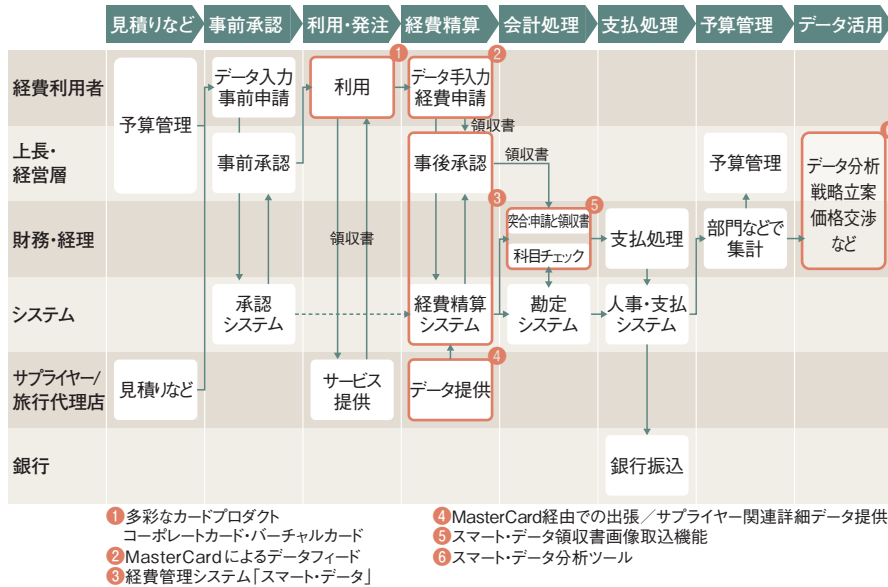 見積りなど
事前承認
利用・発注
経費精算
会計処理
支払処理
予算管理
データ活用
経費利用者
予算管理
データ入力
事前申請
1
利用
2
データ手入力
経費申請
領収書
上長・
経営層
事前承認
事後承認
領収書
予算管理
6
データ分析
戦略立案
価格交渉
など
財務・経理
領収書
3
5
突合:申請と領収書
科目チェック
支払処理
部門などで
集計
システム
承認
システム
経費精算
システム
勘定
システム
人事・支払
システム
サプライヤー/
旅行代理店
見積りなど
サービス
提供
4
データ提供
銀行
銀行振込
1 多彩なカードプロダクト
コーポレートカード・バーチャルカード
2 MasterCardによるデータフィード
3 経費管理システム「スマート・データ」
4 MasterCard経由での出張/サプライヤー関連詳細データ提供
5 スマート・データ領収書画像取込機能
6 スマート・データ分析ツール